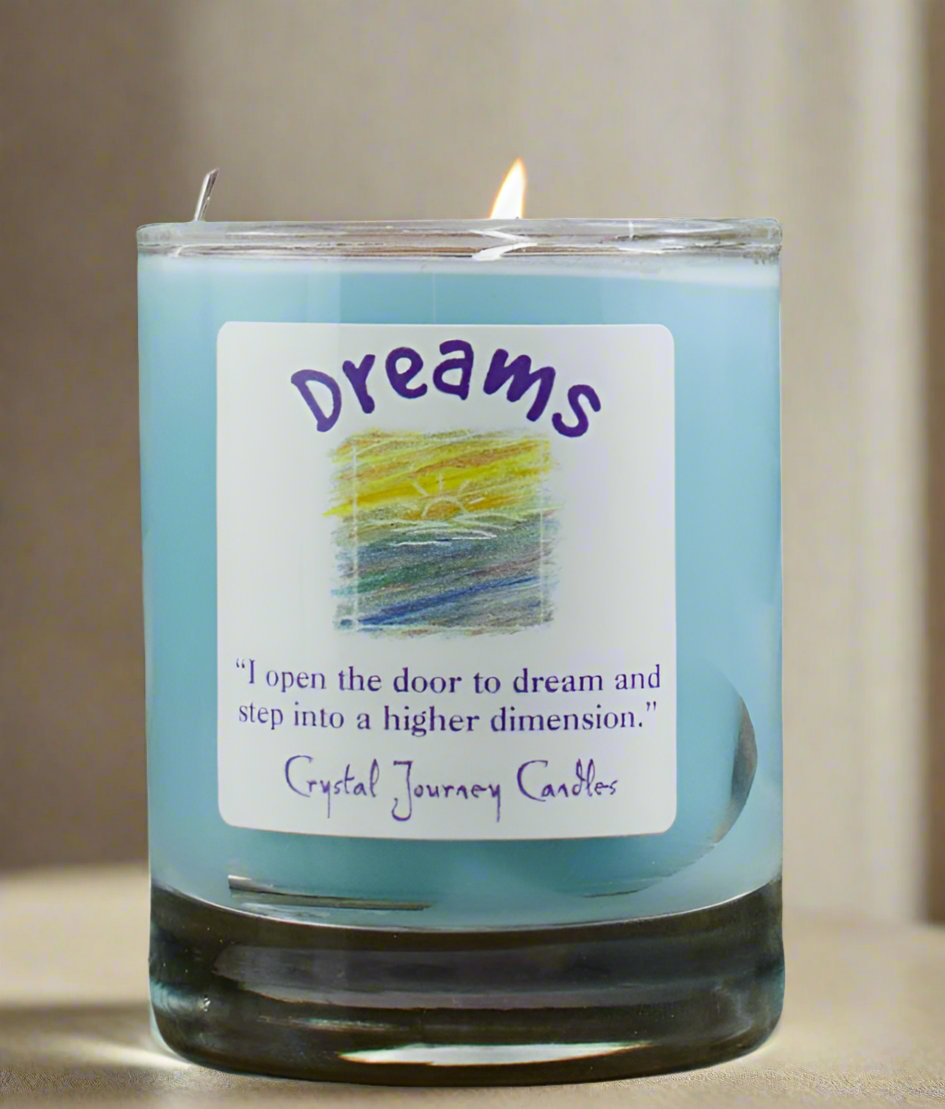 Dreams
“I open the door to dream and
step into a higher dimension.”
Crystal Journey Candles